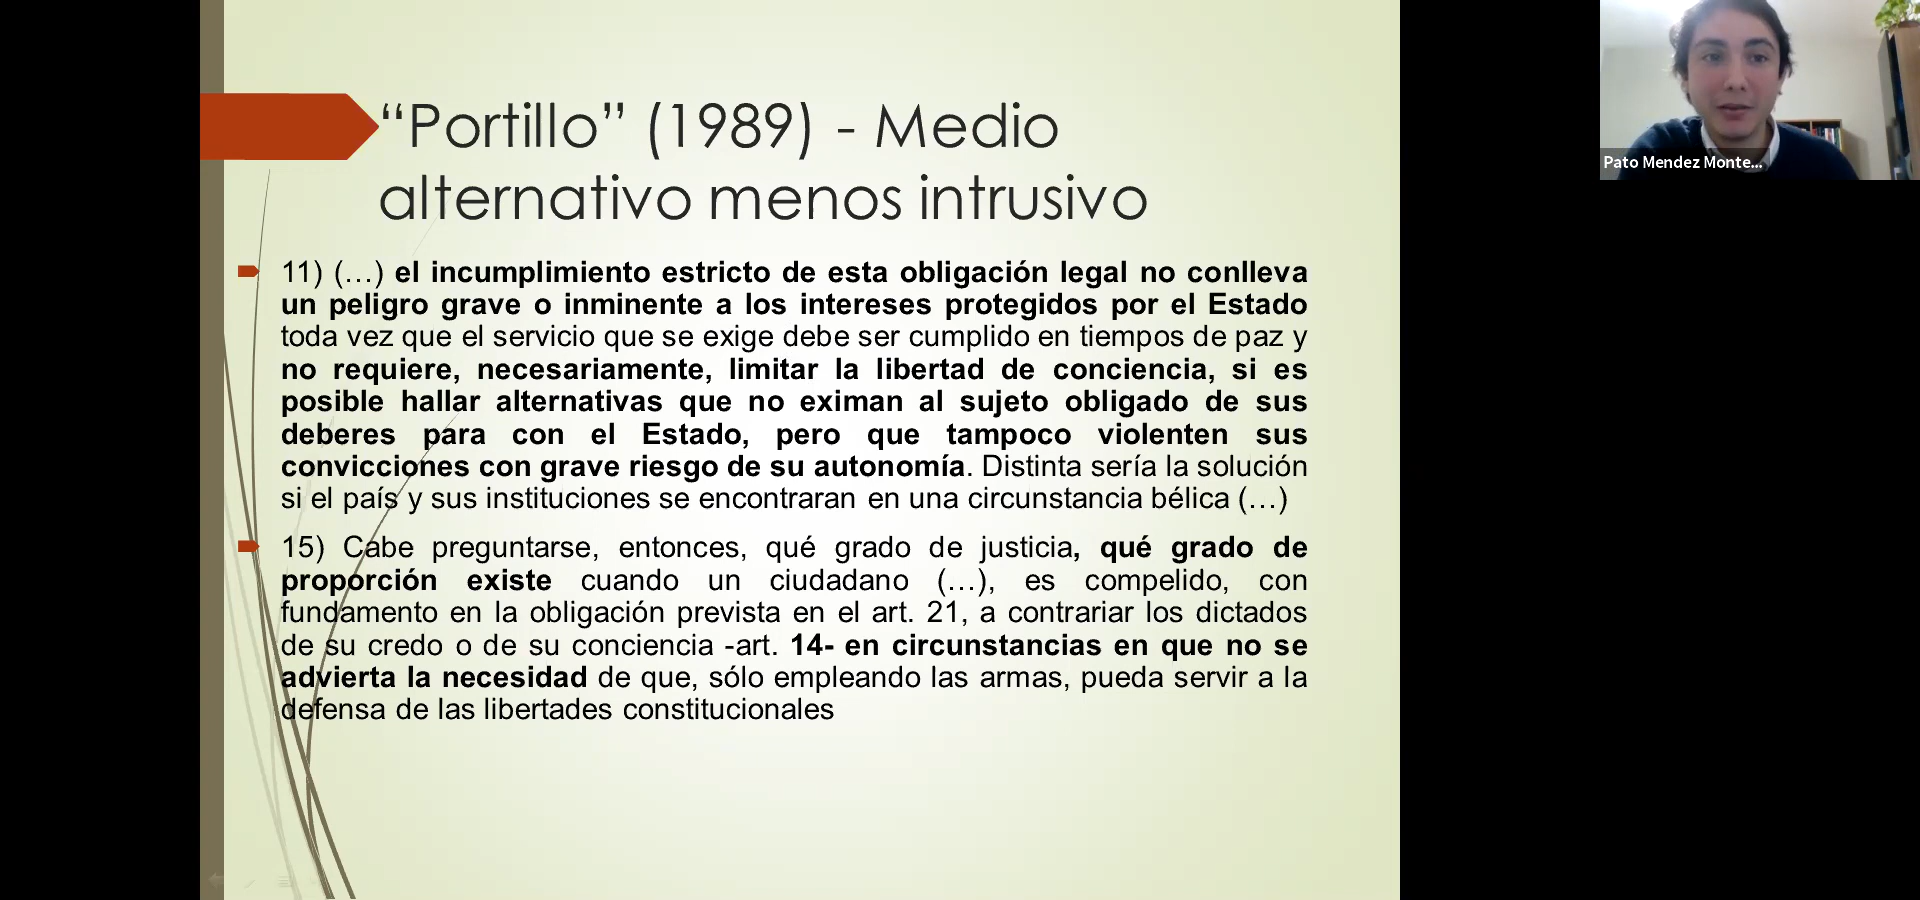 “Portillo” (1989) - Medio
alternativo menos intrusivo
11) (…) el incumplimiento estricto de esta obligación legal no conlleva
un peligro grave o inminente a los intereses protegidos por el Estado
toda vez que el servicio que se exige debe ser cumplido en tiempos de paz y
no requiere, necesariamente, limitar la libertad de conciencia, si es
posible hallar alternativas que no eximan al sujeto obligado de sus
deberes para con el Estado, pero que tampoco violenten sus
convicciones con grave riesgo de su autonomía. Distinta sería la solución
si el país y sus instituciones se encontraran en una circunstancia bélica (…)
15) Cabe preguntarse, entonces, qué grado de justicia, qué grado de
proporción existe cuando un ciudadano (…), es compelido, con
fundamento en la obligación prevista en el art. 21, a contrariar los dictados
de su credo o de su conciencia -art. 14- en circunstancias en que no se
advierta la necesidad de que, sólo empleando las armas, pueda servir a la
defensa de las libertades constitucionales
Pato Mendez Monte...